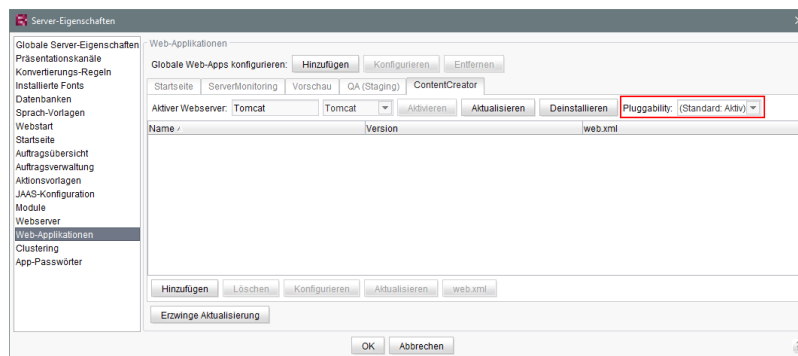 Server-Eigenschaften
Globale Server-Eigenschaften
Präsentationskanäle
Konvertierungs-Regeln
Installierte Fonts
Datenbanken
Sprach-Vorlagen
Webstart
Startseite
Auftragsübersicht
Auftragsverwaltung
Aktionsvorlagen
JAAS-Konfiguration
Module
Webserver
Web-Applikationen
Clustering
App-Passwörter
Web-Applikationen
Globale Web-Apps konfigurieren: Hinzufügen Konfigurieren Entfernen
Startseite ServerMonitoring Vorschau QA (Staging) ContentCreator
Aktiver Webserver: Tomcat Tomcat Aktivieren Aktualisieren Deinstallieren Pluggability: (Standard: Aktiv)
Name Version web.xml
Hinzufügen Löschen Konfigurieren Aktualisieren web.xml
Erzwinge Aktualisierung
OK Abbrechen